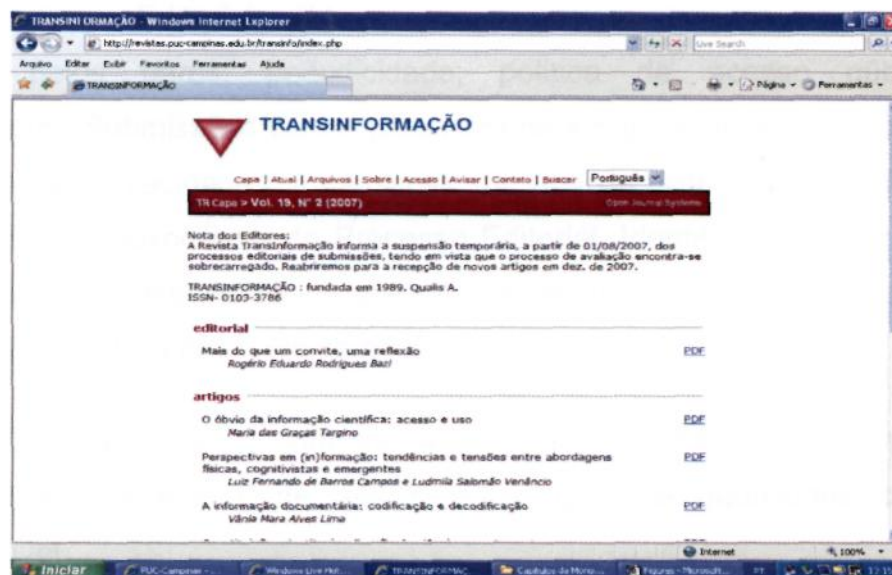 TRANSINFORMAÇÃO - Windows Internet Explorer
http://revistas.puc-campinas.edu.br/transinfo/index.php
Live Search
Arquivo Editar Exibir Favoritos Ferramentas Ajuda
TRANSINFORMAÇÃO
Página Ferramentas
TRANSINFORMAÇÃO
Capa | Atual | Arquivos | Sobre | Acesso | Avisar | Contato | Buscar Português
TR Capa > Vol. 19, N° 2 (2007) Open Journal Systems
Nota dos Editores:
A Revista TransInformação informa a suspensão temporária, a partir de 01/08/2007, dos
processos editoriais de submissões, tendo em vista que o processo de avaliação encontra-se
sobrecarregado. Reabriremos para a recepção de novos artigos em dez. de 2007.
TRANSINFORMAÇÃO : fundada em 1989. Qualis A.
ISSN- 0103-3786
editorial
Mais do que um convite, uma reflexão PDF
Rogério Eduardo Rodrigues Bazi
artigos
O óbvio da informação científica: acesso e uso PDF
Maria das Graças Targino
Perspectivas em (in)formação: tendências e tensões entre abordagens PDF
físicas, cognitivistas e emergentes
Luiz Fernando de Barros Campos e Ludmila Salomão Venâncio
A informação documentária: codificação e decodificação PDF
Vânia Mara Alves Lima
Internet 100%
Iniciar PUC-Campinas - ... Windows Live Hot... TRANSINFORMAÇ... Capítulos da Mono... Figuras - Microsoft... PT